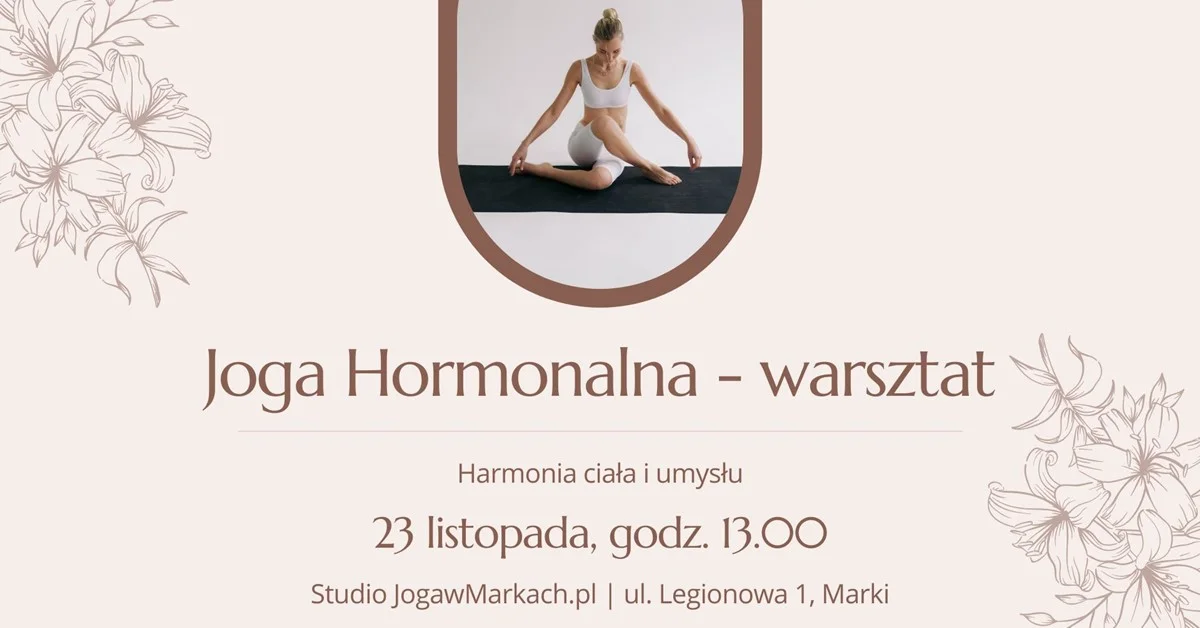 Joga Hormonalna - warsztat
Harmonia ciała i umysłu
23 listopada, godz. 13.00
Studio JogawMarkach.pl | ul. Legionowa 1, Marki